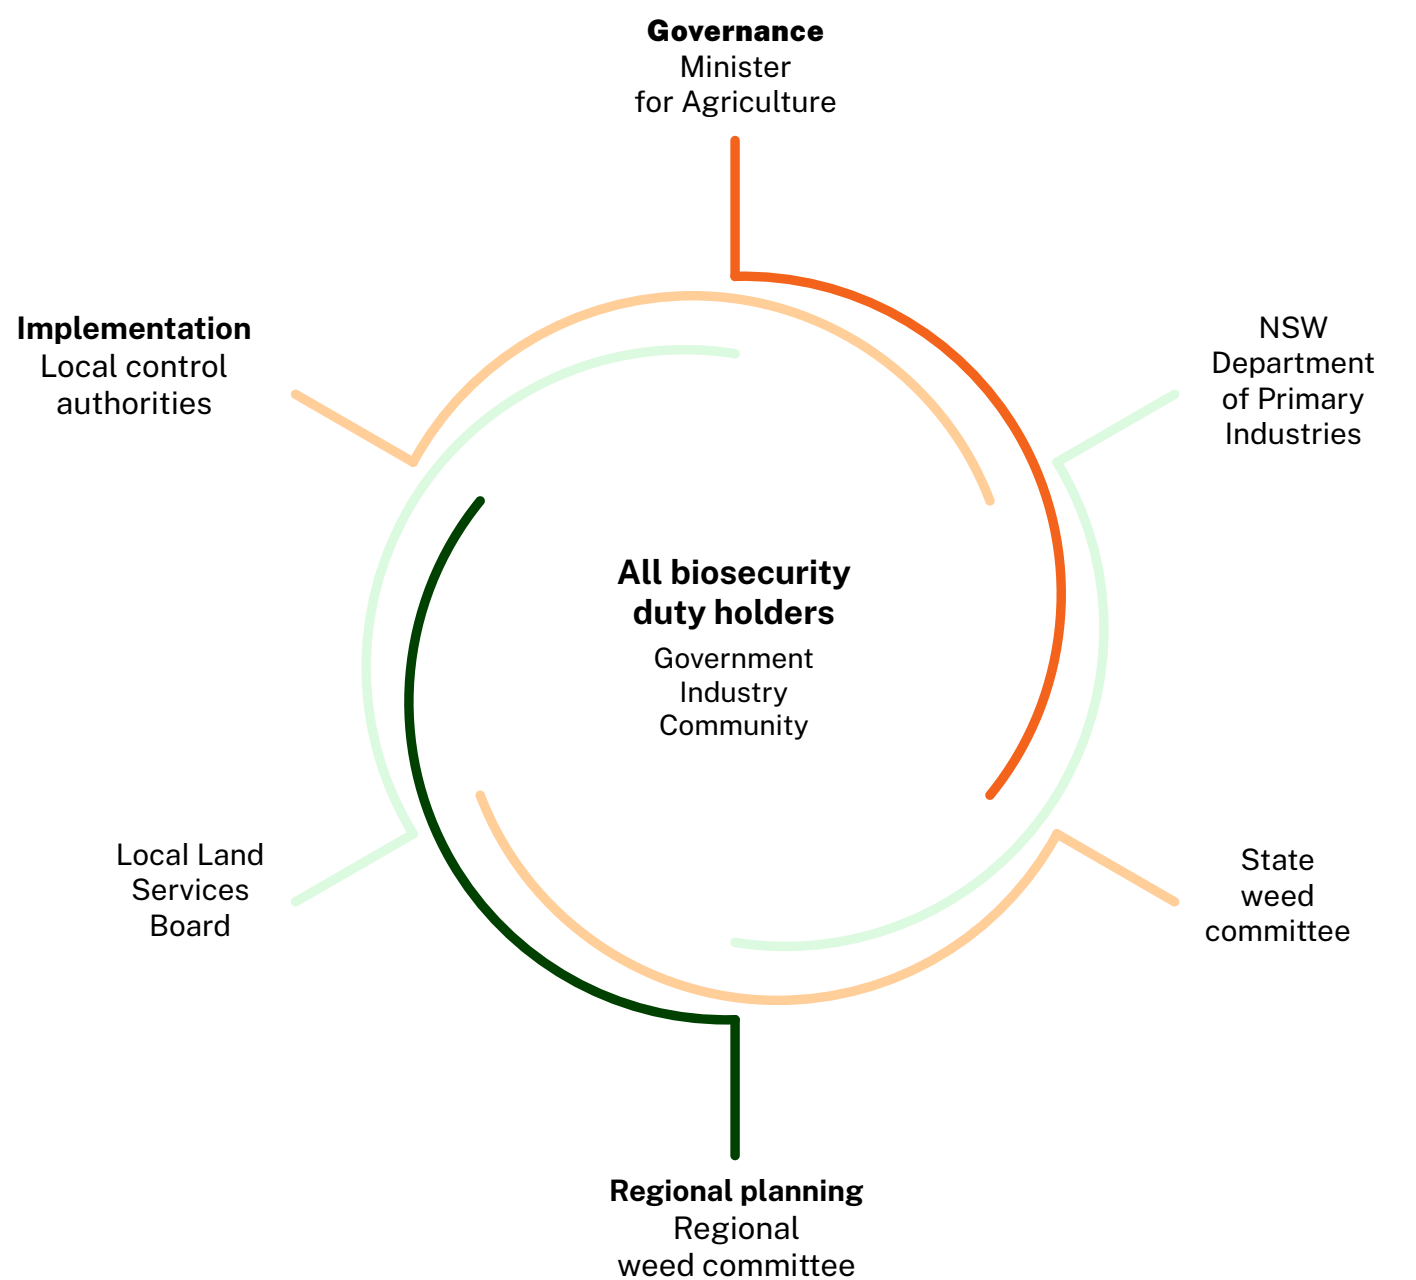 Governance
Minister
for Agriculture
NSW
Department
of Primary
Industries
State
weed
committee
Regional planning
Regional
weed committee
Local Land
Services
Board
Implementation
Local control
authorities
All biosecurity
duty holders
Government
Industry
Community